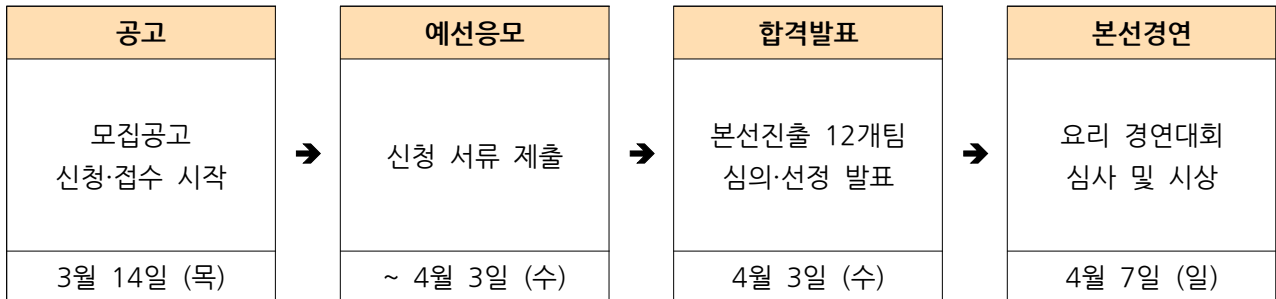 공고
모집공고
신청·접수 시작
3월 14일 (목)
➔
예선응모
신청 서류 제출
~ 4월 3일 (수)
➔
합격발표
본선진출 12개팀
심의·선정 발표
4월 3일 (수)
➔
본선경연
요리 경연대회
심사 및 시상
4월 7일 (일)